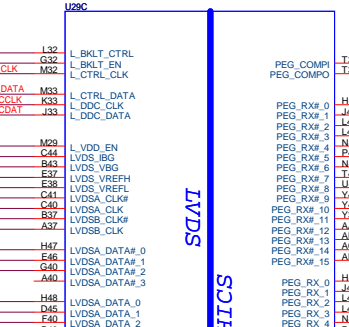 U29C
L32 L_BKLT_CTRL
G32 L_BKLT_EN
CLK M32 L_CTRL_CLK
DATA M33 L_CTRL_DATA
CCLK K33 L_DDC_CLK
CDAT J33 L_DDC_DATA
M29 L_VDD_EN
C44 LVDS_IBG
B43 LVDS_VBG
E37 LVDS_VREFH
E38 LVDS_VREFL
C41 LVDSA_CLK#
C40 LVDSA_CLK
B37 LVDSB_CLK#
A37 LVDSB_CLK
H47 LVDSA_DATA#_0
E46 LVDSA_DATA#_1
G40 LVDSA_DATA#_2
A40 LVDSA_DATA#_3
H48 LVDSA_DATA_0
D45 LVDSA_DATA_1
F40 LVDSA_DATA_2
LVDS
PEG_COMPI
PEG_COMPO
PEG_RX#_0
PEG_RX#_1
PEG_RX#_2
PEG_RX#_3
PEG_RX#_4
PEG_RX#_5
PEG_RX#_6
PEG_RX#_7
PEG_RX#_8
PEG_RX#_9
PEG_RX#_10
PEG_RX#_11
PEG_RX#_12
PEG_RX#_13
PEG_RX#_14
PEG_RX#_15
PEG_RX_0
PEG_RX_1
PEG_RX_2
PEG_RX_3
PEG_RX_4